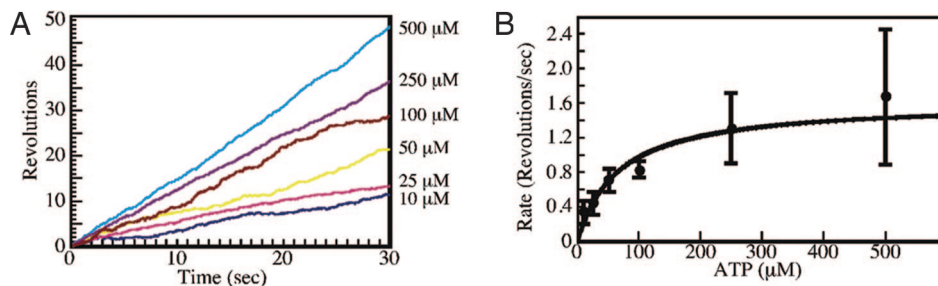 A
Revolutions
50
40
30
20
10
0
0
10
20
30
Time (sec)
500 μM
250 μM
100 μM
50 μM
25 μM
10 μM
B
Rate (Revolutions/sec)
2.4
2.0
1.6
1.2
0.8
0.4
0
0
100
200
300
400
500
ATP (μM)